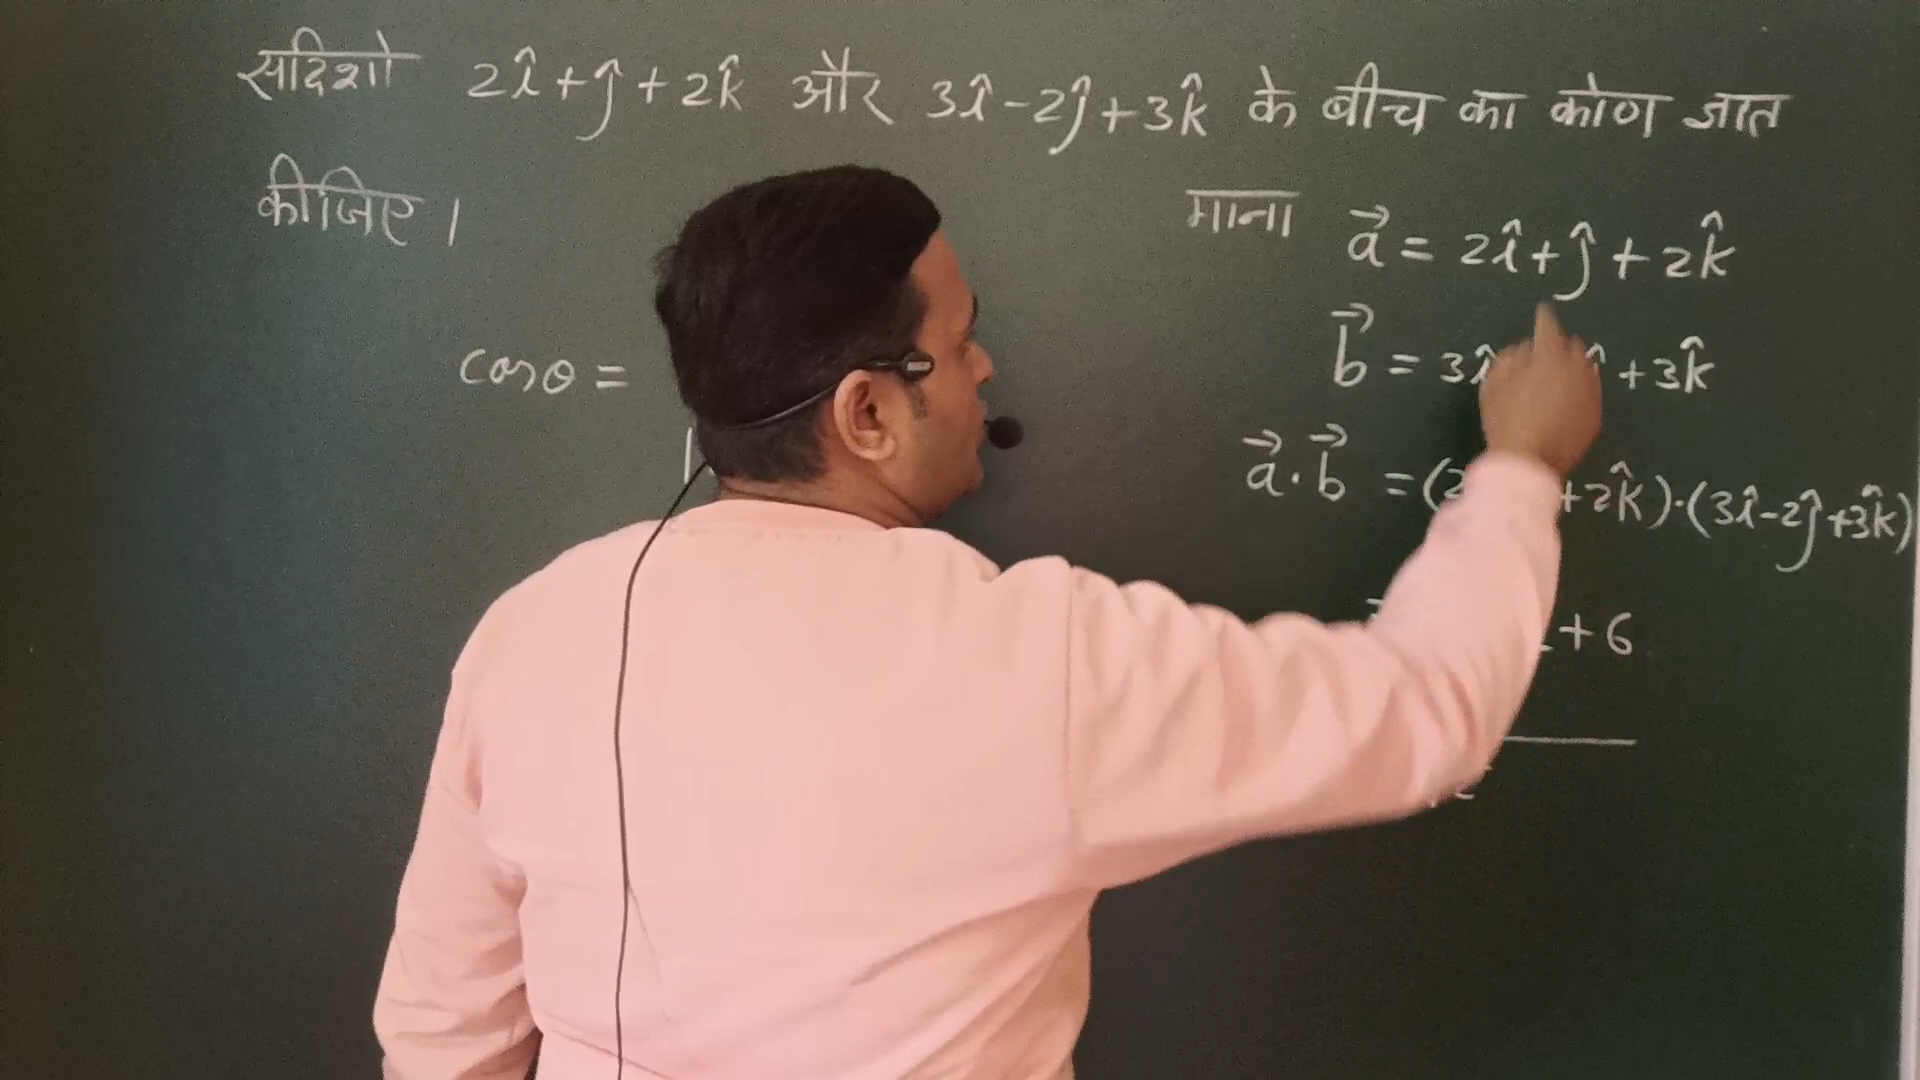 सदिशो 2î + ĵ + 2k̂ और 3î - 2ĵ + 3k̂ के बीच का कोण ज्ञात
कीजिए।
माना a⃗ = 2î + ĵ + 2k̂
cosθ =
b⃗ = 3î + 3k̂
a⃗ · b⃗ = (2 + 2k̂) · (3î - 2ĵ + 3k̂)
+ 6